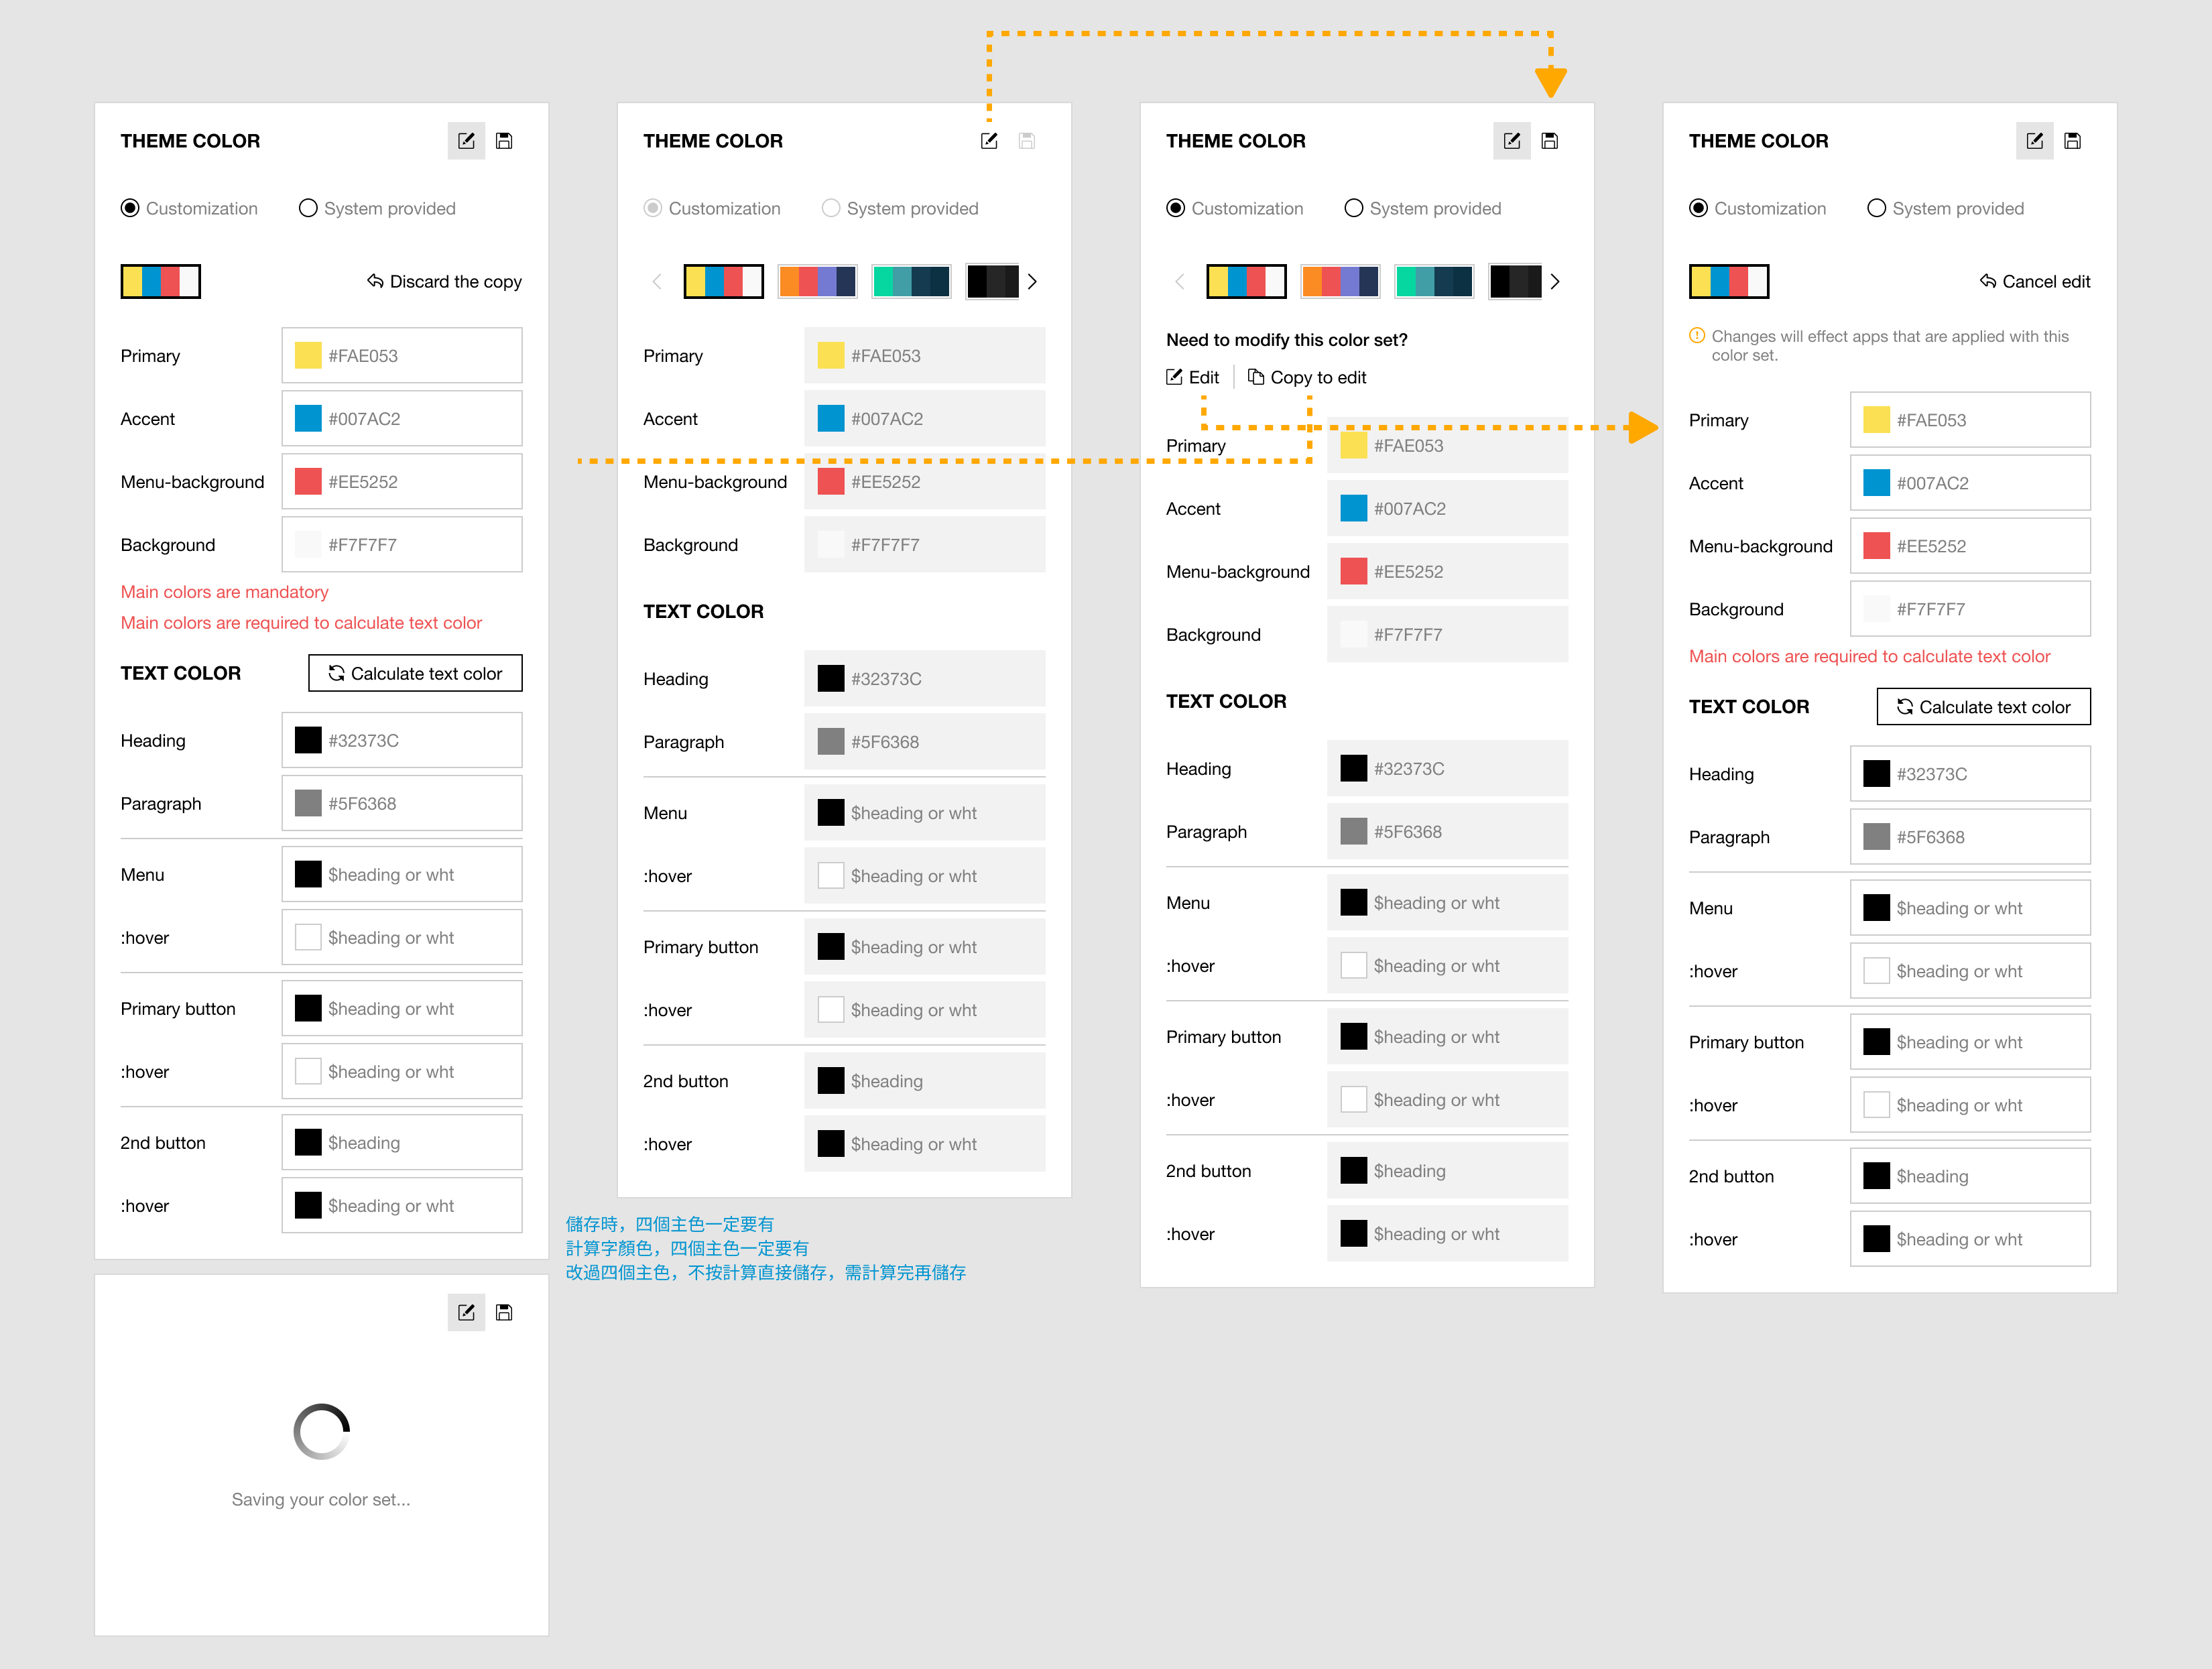 THEME COLOR
Customization
System provided
Discard the copy
Primary
#FAE053
Accent
#007AC2
Menu-background
#EE5252
Background
#F7F7F7
Main colors are mandatory
Main colors are required to calculate text color
TEXT COLOR
Calculate text color
Heading
#32373C
Paragraph
#5F6368
Menu
$heading or wht
:hover
$heading or wht
Primary button
$heading or wht
:hover
$heading or wht
2nd button
$heading
:hover
$heading or wht
Saving your color set...
THEME COLOR
Customization
System provided
Primary
#FAE053
Accent
#007AC2
Menu-background
#EE5252
Background
#F7F7F7
TEXT COLOR
Heading
#32373C
Paragraph
#5F6368
Menu
$heading or wht
:hover
$heading or wht
Primary button
$heading or wht
:hover
$heading or wht
2nd button
$heading
:hover
$heading or wht
儲存時，四個主色一定要有
計算字顏色，四個主色一定要有
改過四個主色，不按計算直接儲存，需計算完再儲存
THEME COLOR
Customization
System provided
Need to modify this color set?
Edit
Copy to edit
Primary
#FAE053
Accent
#007AC2
Menu-background
#EE5252
Background
#F7F7F7
TEXT COLOR
Heading
#32373C
Paragraph
#5F6368
Menu
$heading or wht
:hover
$heading or wht
Primary button
$heading or wht
:hover
$heading or wht
2nd button
$heading
:hover
$heading or wht
THEME COLOR
Customization
System provided
Cancel edit
Changes will effect apps that are applied with this
color set.
Primary
#FAE053
Accent
#007AC2
Menu-background
#EE5252
Background
#F7F7F7
Main colors are required to calculate text color
TEXT COLOR
Calculate text color
Heading
#32373C
Paragraph
#5F6368
Menu
$heading or wht
:hover
$heading or wht
Primary button
$heading or wht
:hover
$heading or wht
2nd button
$heading
:hover
$heading or wht